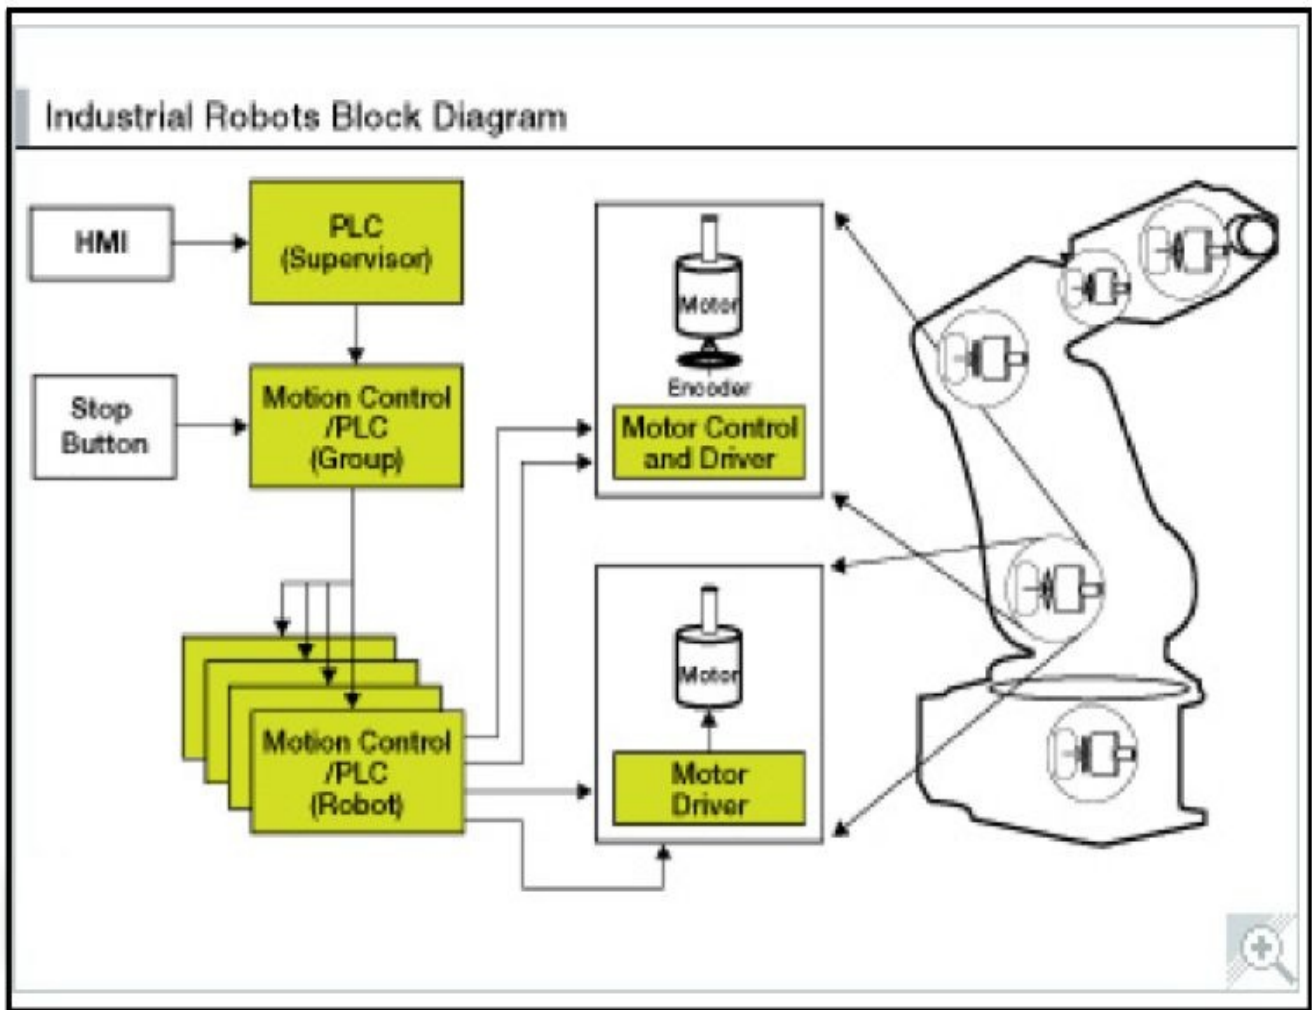 Industrial Robots Block Diagram
HMI
PLC
(Supervisor)
Stop
Button
Motion Control
/PLC
(Group)
Motion Control
/PLC
(Robot)
Motor
Encoder
Motor Control
and Driver
Motor
Motor
Driver